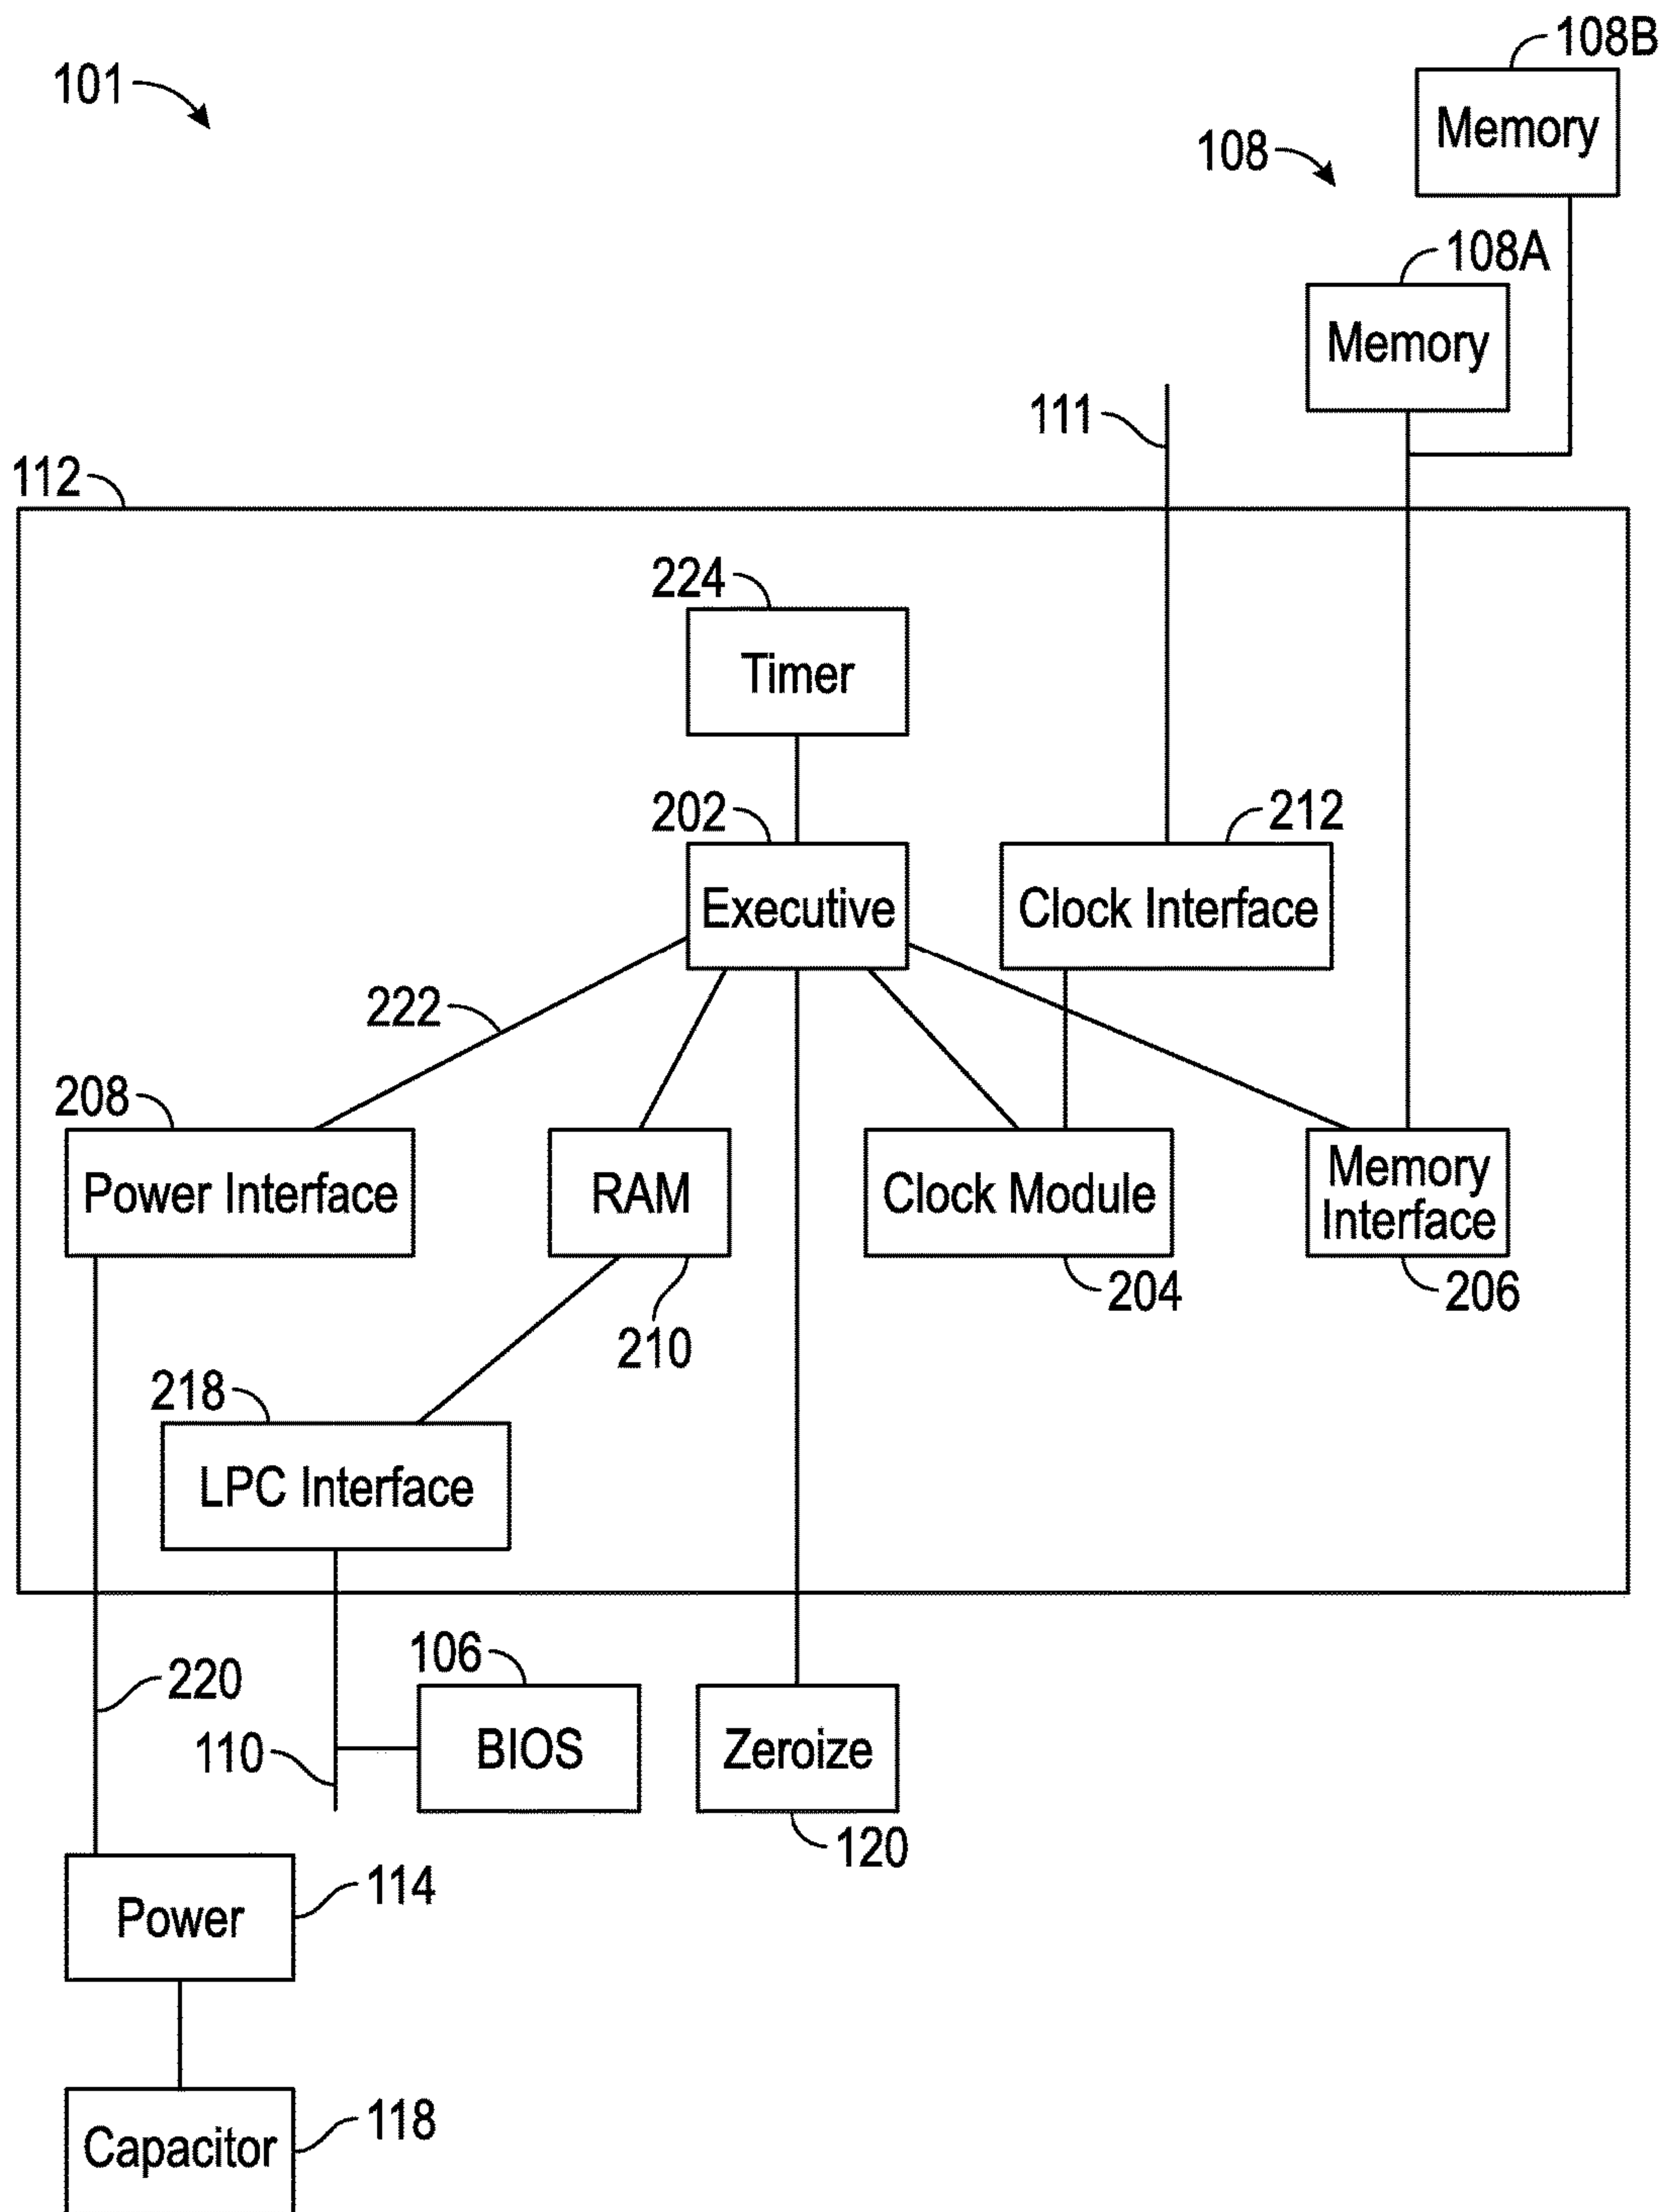 108B
101
Memory
108
108A
Memory
111
112
224
Timer
202
212
Executive
Clock Interface
222
208
Power Interface
RAM
Clock Module
Memory
Interface
204
206
210
218
LPC Interface
106
220
110
BIOS
Zeroize
120
114
Power
118
Capacitor